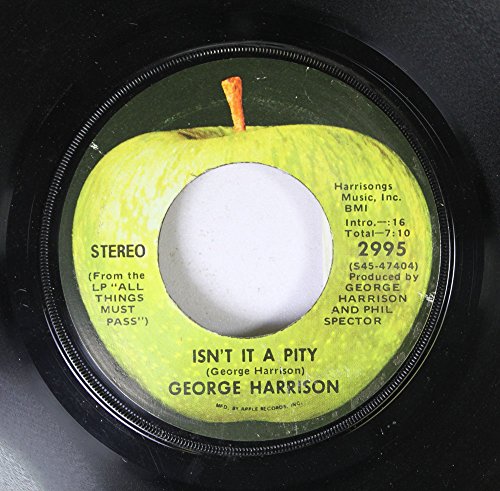 Harrisongs
Music, Inc.
BMI
Intro.—:16
Total—7:10
STEREO
2995
(S45-47404)
(From the
LP "ALL
THINGS
MUST
PASS")
Produced by
GEORGE
HARRISON
AND PHIL
SPECTOR
ISN'T IT A PITY
(George Harrison)
GEORGE HARRISON
MFD. BY APPLE RECORDS, INC.